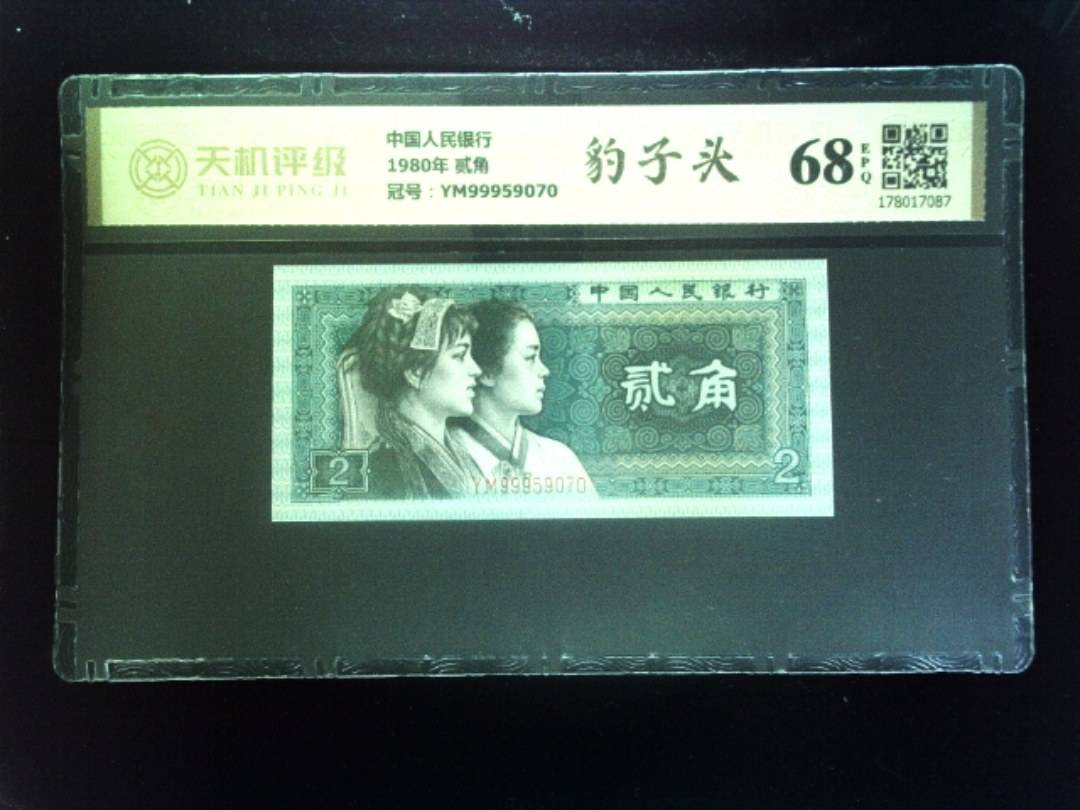 天机评级
TIAN JI PING JI
中国人民银行
1980年 贰角
冠号：YM99959070
豹子头
68
EPQ
178017087
中国人民银行
贰角
2
2
YM99959070